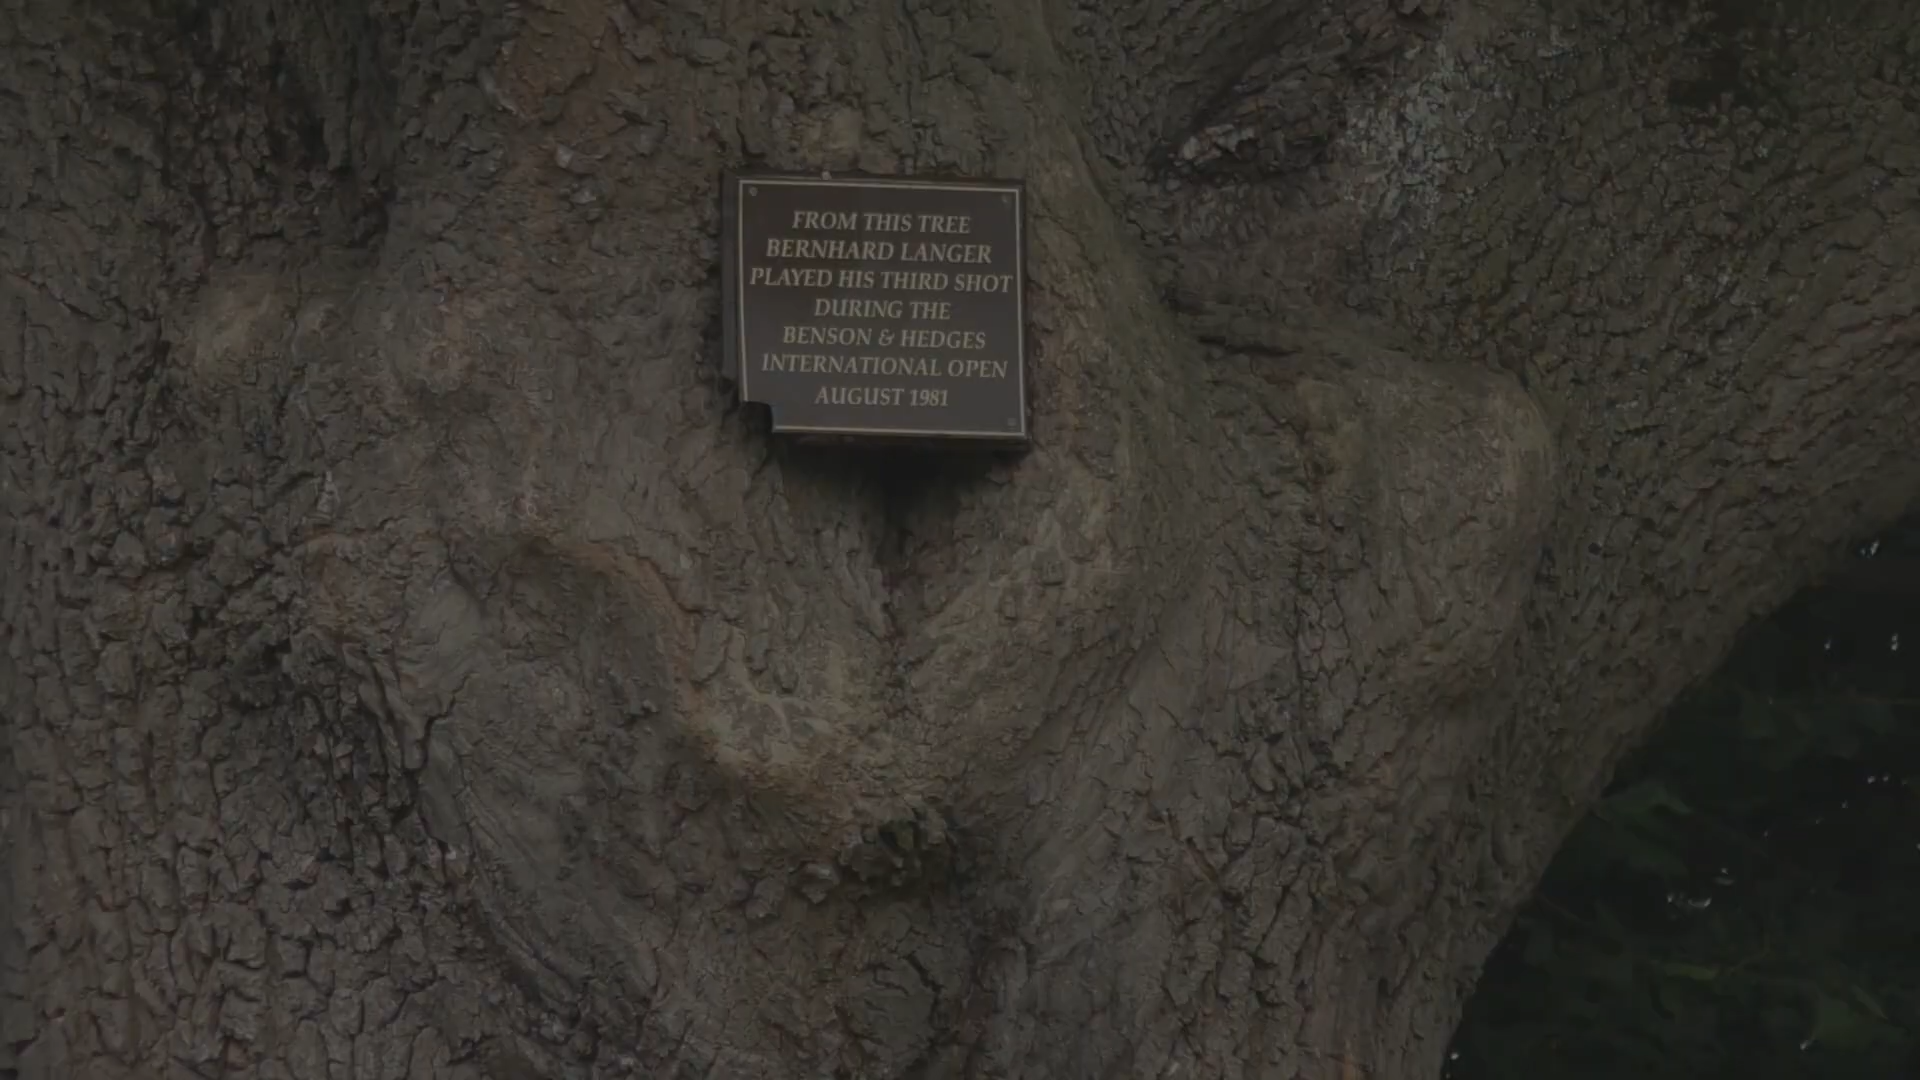 FROM THIS TREE
BERNHARD LANGER
PLAYED HIS THIRD SHOT
DURING THE
BENSON & HEDGES
INTERNATIONAL OPEN
AUGUST 1981